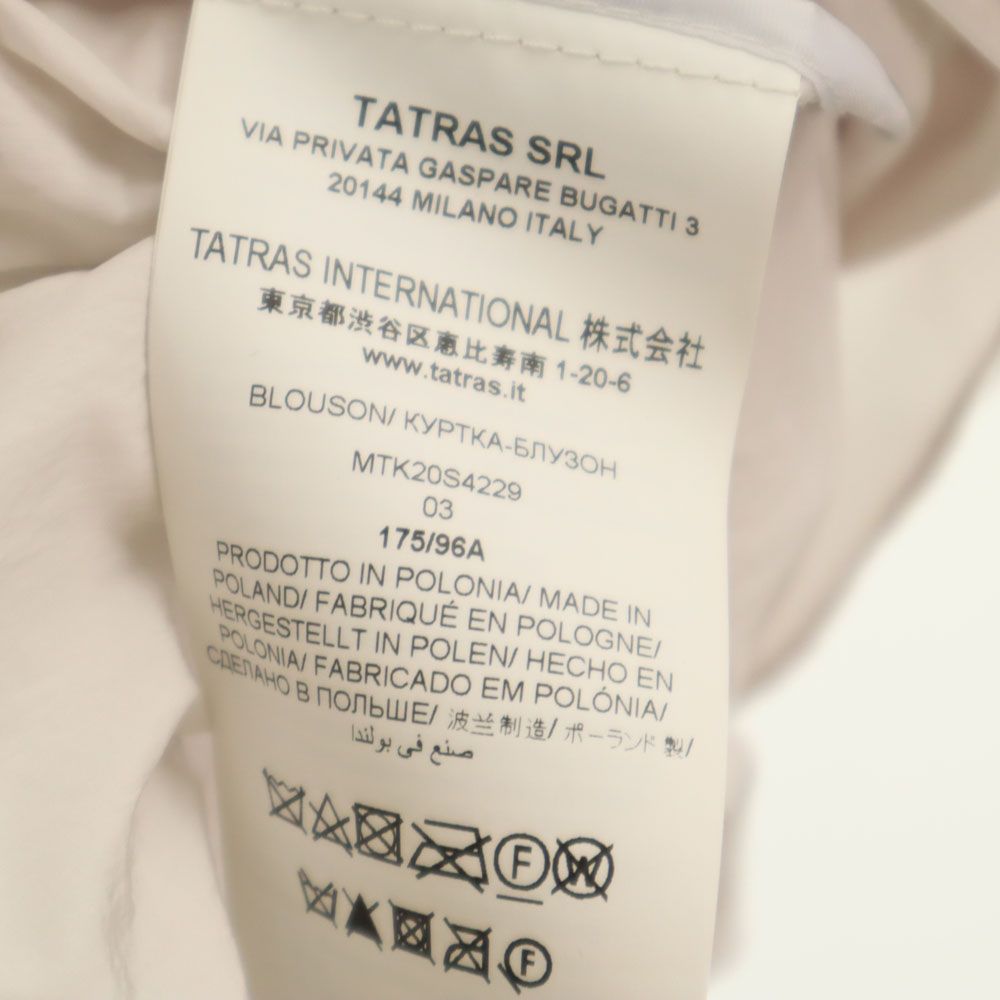 TATRAS SRL
VIA PRIVATA GASPARE BUGATTI 3
20144 MILANO ITALY
TATRAS INTERNATIONAL 株式会社
東京都渋谷区恵比寿南 1-20-6
www.tatras.it
BLOUSON/ КУРТКА-БЛУЗОН
MTK20S4229
03
175/96A
PRODOTTO IN POLONIA/ MADE IN
POLAND/ FABRIQUÉ EN POLOGNE/
HERGESTELLT IN POLEN/ HECHO EN
POLONIA/ FABRICADO EM POLÓNIA/
СДЕЛАНО В ПОЛЬШЕ/ 波兰制造/ ポーランド製/
صنع في بولندا
F W
F